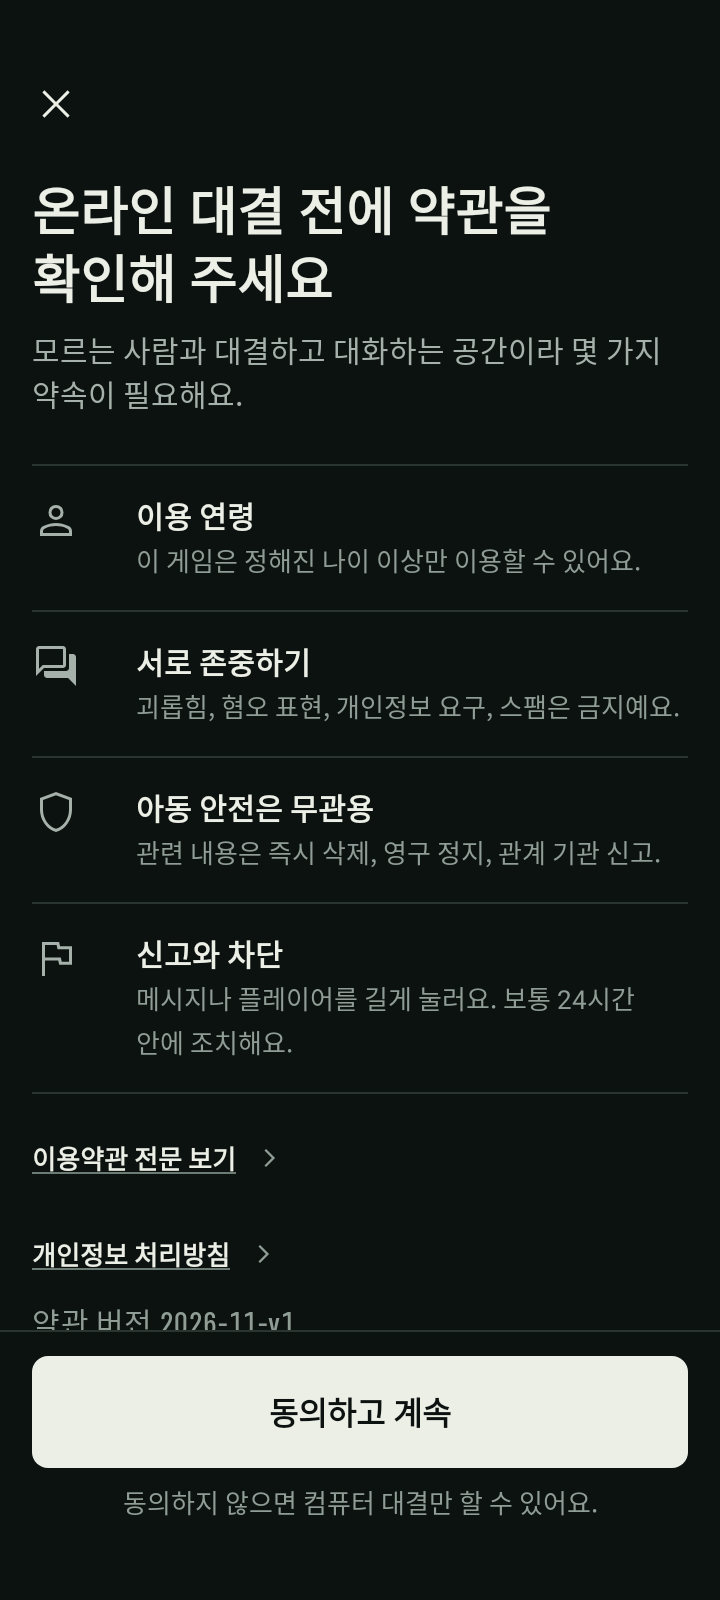 온라인 대결 전에 약관을
확인해 주세요
모르는 사람과 대결하고 대화하는 공간이라 몇 가지
약속이 필요해요.
이용 연령
이 게임은 정해진 나이 이상만 이용할 수 있어요.
서로 존중하기
괴롭힘, 혐오 표현, 개인정보 요구, 스팸은 금지예요.
아동 안전은 무관용
관련 내용은 즉시 삭제, 영구 정지, 관계 기관 신고.
신고와 차단
메시지나 플레이어를 길게 눌러요. 보통 24시간
안에 조치해요.
이용약관 전문 보기
개인정보 처리방침
약관 버전 2026-11-v1
동의하고 계속
동의하지 않으면 컴퓨터 대결만 할 수 있어요.